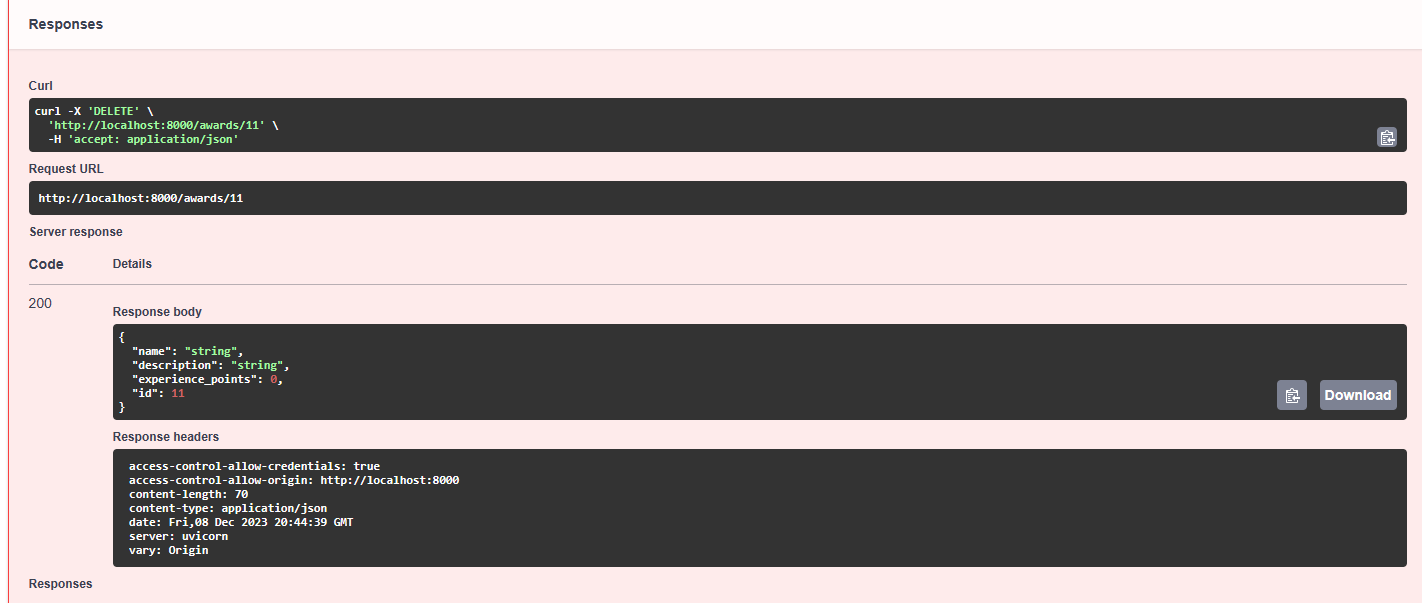 Responses
Curl
curl -X 'DELETE' \
  'http://localhost:8000/awards/11' \
  -H 'accept: application/json'
Request URL
http://localhost:8000/awards/11
Server response
Code Details
200
Response body
{
  "name": "string",
  "description": "string",
  "experience_points": 0,
  "id": 11
}
Download
Response headers
access-control-allow-credentials: true
access-control-allow-origin: http://localhost:8000
content-length: 70
content-type: application/json
date: Fri,08 Dec 2023 20:44:39 GMT
server: uvicorn
vary: Origin
Responses